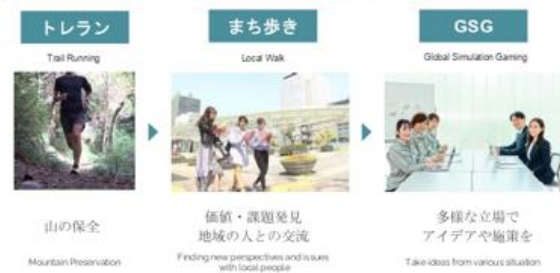 トレラン
Trail Running
山の保全
Mountain Preservation
まち歩き
Local Walk
価値・課題発見
地域の人との交流
Finding new perspectives and issues
with local people
GSG
Global Simulation Gaming
多様な立場で
アイデアや施策を
Take ideas from various situation